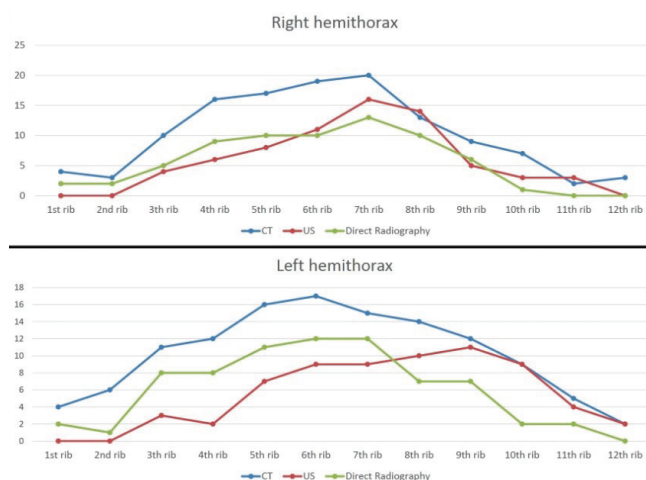 Right hemithorax
25
20
15
10
5
0
1st rib 2nd rib 3th rib 4th rib 5th rib 6th rib 7th rib 8th rib 9th rib 10th rib 11th rib 12th rib
CT US Direct Radiography
Left hemithorax
18
16
14
12
10
8
6
4
2
0
1st rib 2nd rib 3th rib 4th rib 5th rib 6th rib 7th rib 8th rib 9th rib 10th rib 11th rib 12th rib
CT US Direct Radiography